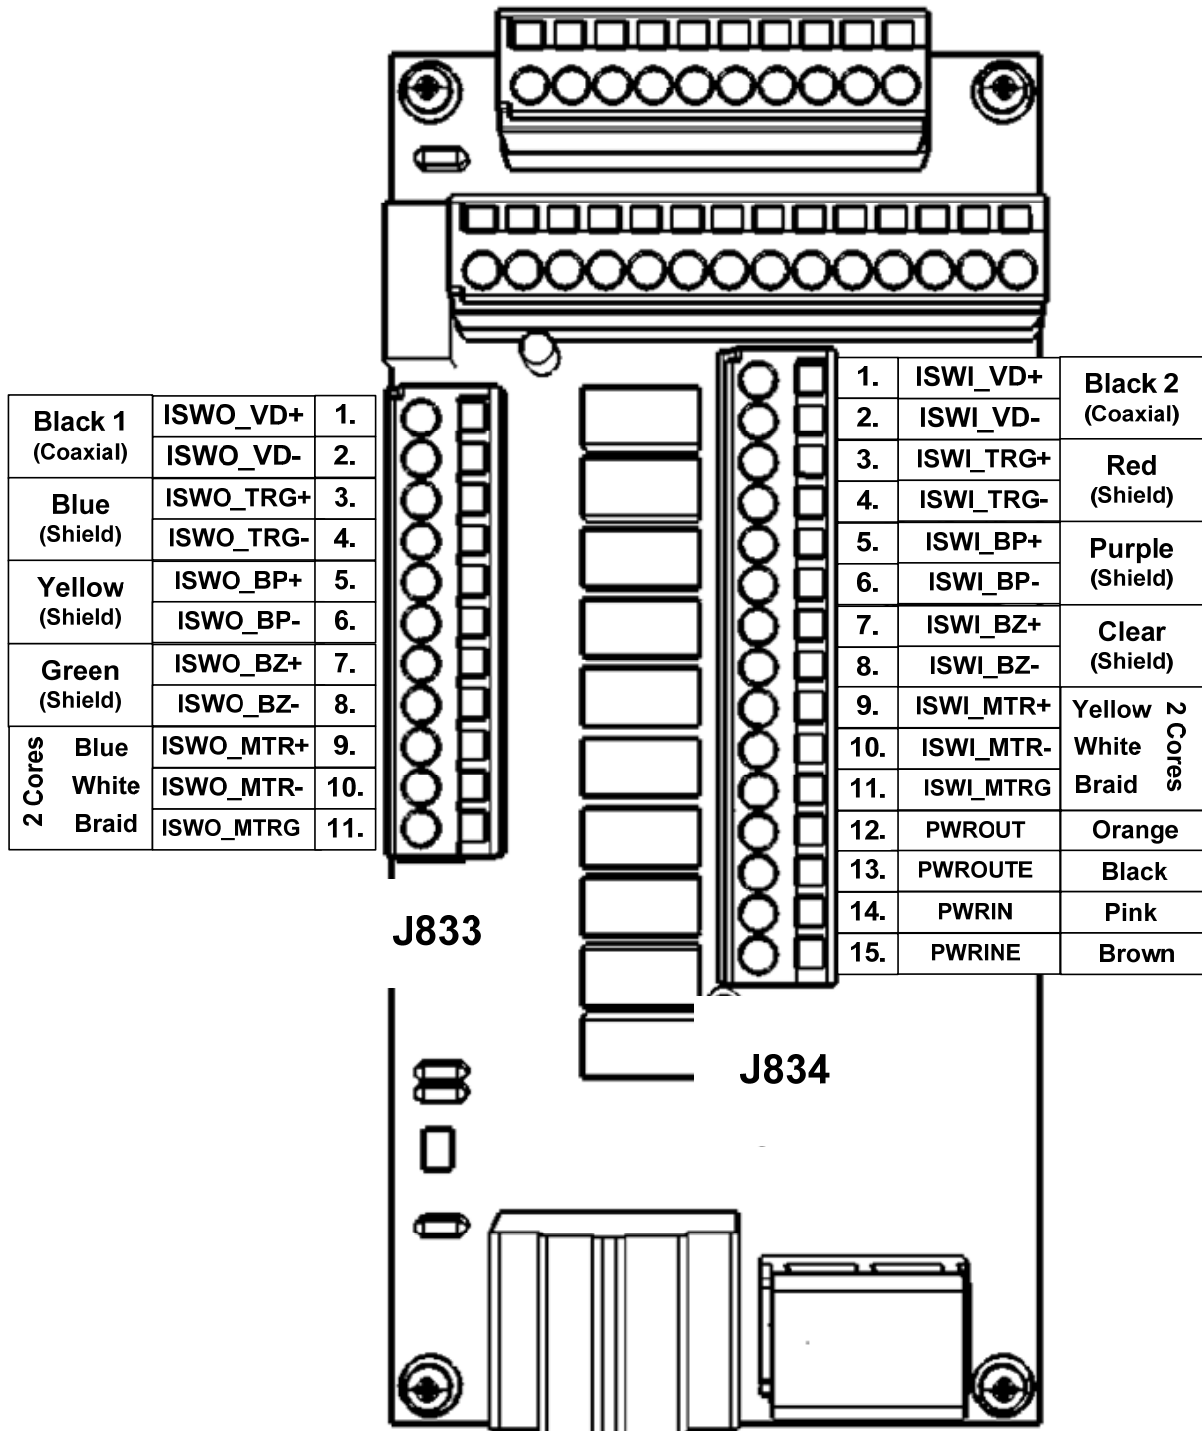 Black 1
(Coaxial)
ISWO_VD+ 1.
ISWO_VD- 2.
Blue
(Shield)
ISWO_TRG+ 3.
ISWO_TRG- 4.
Yellow
(Shield)
ISWO_BP+ 5.
ISWO_BP- 6.
Green
(Shield)
ISWO_BZ+ 7.
ISWO_BZ- 8.
2 Cores
Blue ISWO_MTR+ 9.
White ISWO_MTR- 10.
Braid ISWO_MTRG 11.
J833
1. ISWI_VD+
2. ISWI_VD-
Black 2
(Coaxial)
3. ISWI_TRG+
4. ISWI_TRG-
Red
(Shield)
5. ISWI_BP+
6. ISWI_BP-
Purple
(Shield)
7. ISWI_BZ+
8. ISWI_BZ-
Clear
(Shield)
9. ISWI_MTR+ Yellow
10. ISWI_MTR- White
11. ISWI_MTRG Braid
2 Cores
12. PWROUT Orange
13. PWROUTE Black
14. PWRIN Pink
15. PWRINE Brown
J834